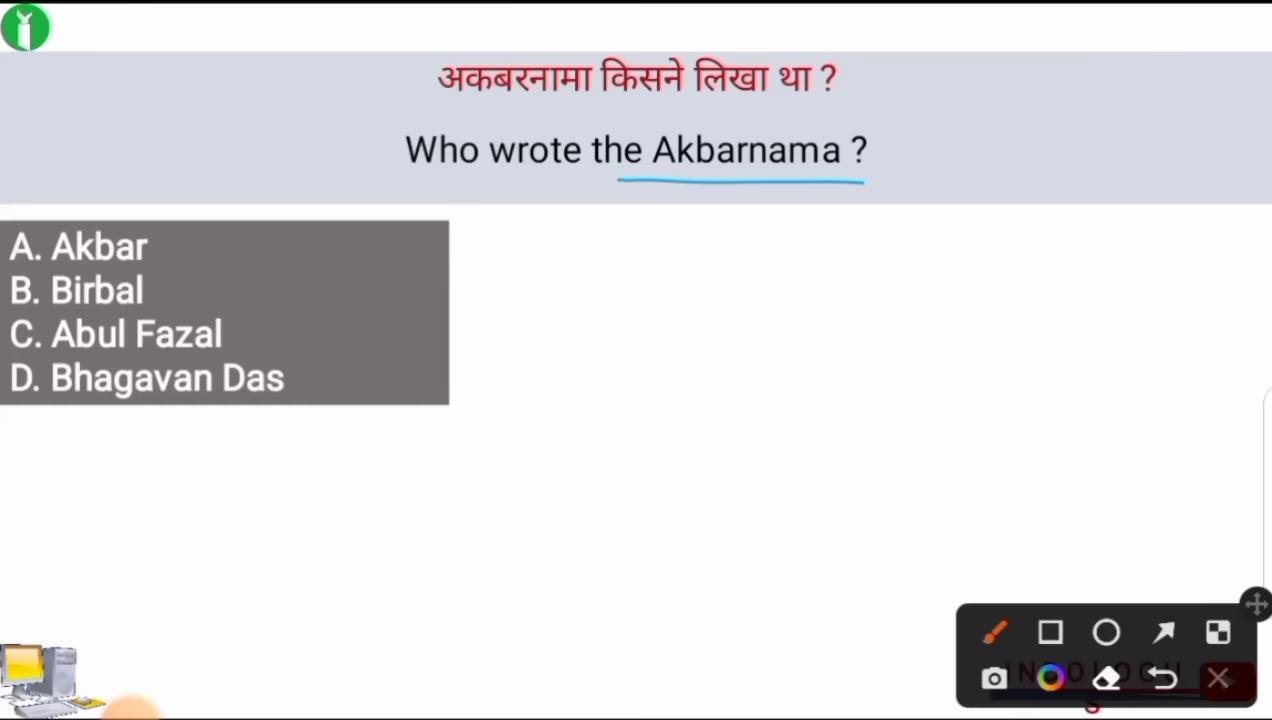 अकबरनामा किसने लिखा था ?
Who wrote the Akbarnama ?
A. Akbar
B. Birbal
C. Abul Fazal
D. Bhagavan Das